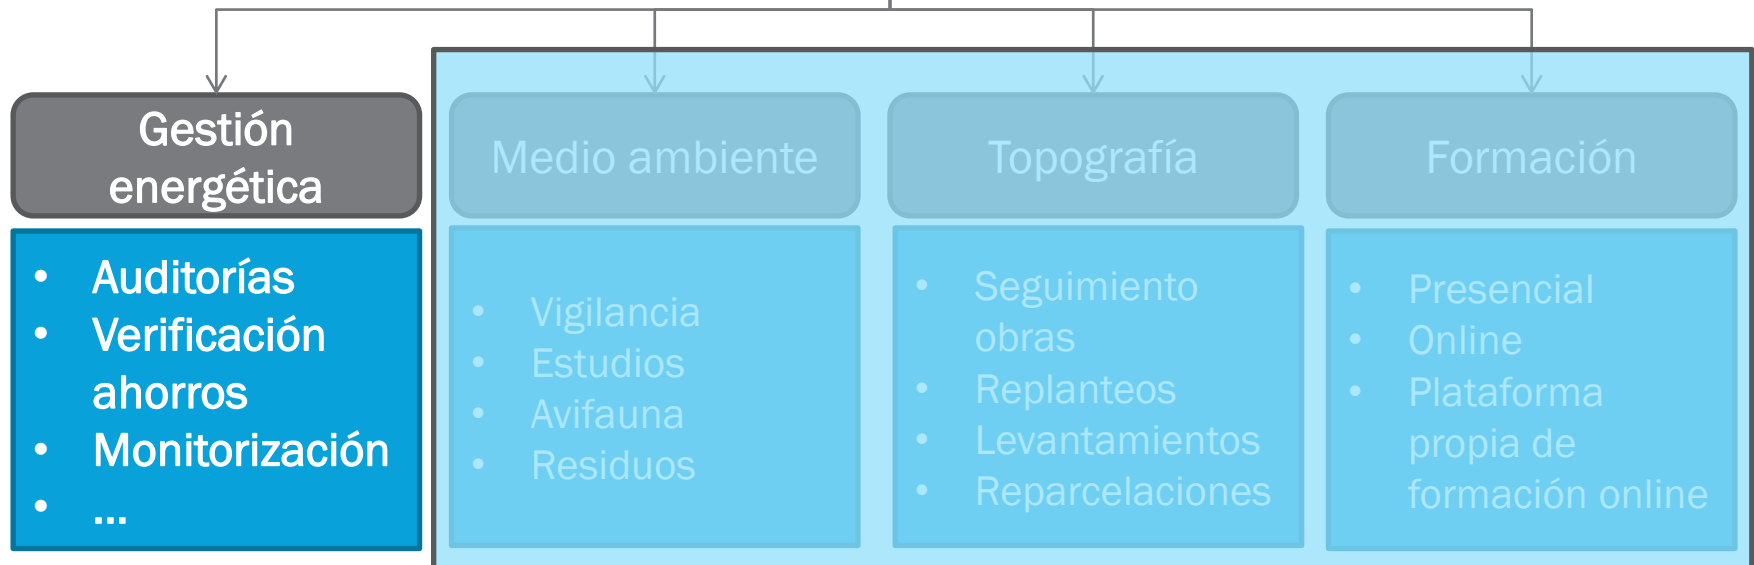 Gestión
energética
• Auditorías
• Verificación
ahorros
• Monitorización
• ...
Medio ambiente
• Vigilancia
• Estudios
• Avifauna
• Residuos
Topografía
• Seguimiento
obras
• Replanteos
• Levantamientos
• Reparcelaciones
Formación
• Presencial
• Online
• Plataforma
propia de
formación online